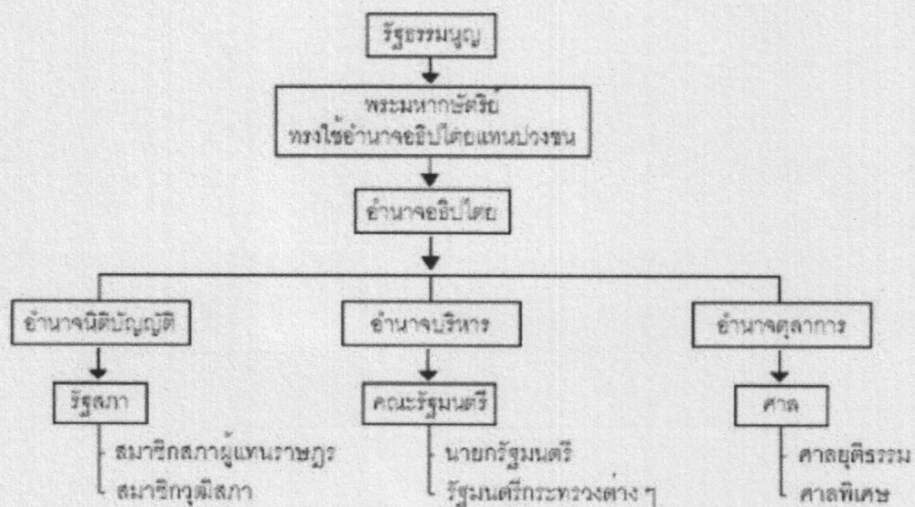 รัฐธรรมนูญ
พระมหากษัตริย์
ทรงใช้อำนาจอธิปไตยแทนปวงชน
อำนาจอธิปไตย
อำนาจนิติบัญญัติ
อำนาจบริหาร
อำนาจตุลาการ
รัฐสภา
คณะรัฐมนตรี
ศาล
สมาชิกสภาผู้แทนราษฎร
นายกรัฐมนตรี
ศาลยุติธรรม
สมาชิกวุฒิสภา
รัฐมนตรีกระทรวงต่าง ๆ
ศาลพิเศษ